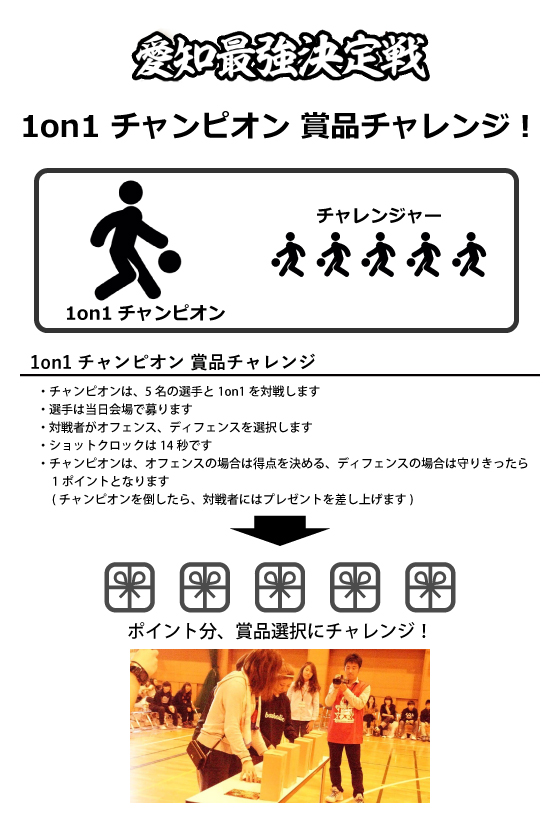 愛知最強決定戦
1on1 チャンピオン 賞品チャレンジ！
チャレンジャー
1on1 チャンピオン
1on1 チャンピオン 賞品チャレンジ
・チャンピオンは、5 名の選手と 1on1 を対戦します
・選手は当日会場で募ります
・対戦者がオフェンス、ディフェンスを選択します
・ショットクロックは 14 秒です
・チャンピオンは、オフェンスの場合は得点を決める、ディフェンスの場合は守りきったら
1 ポイントとなります
( チャンピオンを倒したら、対戦者にはプレゼントを差し上げます )
ポイント分、賞品選択にチャレンジ！